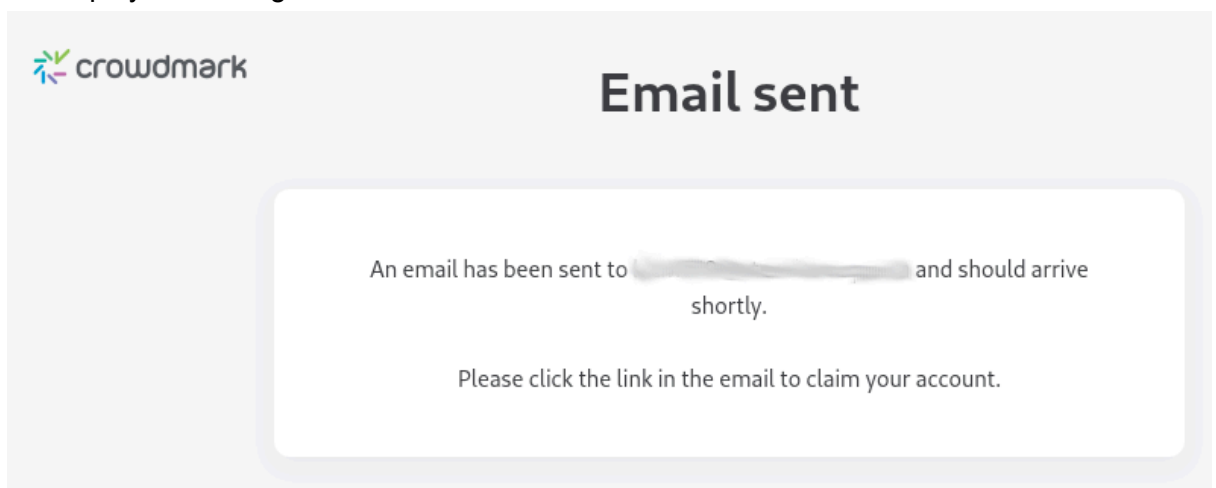 crowdmark
Email sent
An email has been sent to and should arrive
shortly.
Please click the link in the email to claim your account.